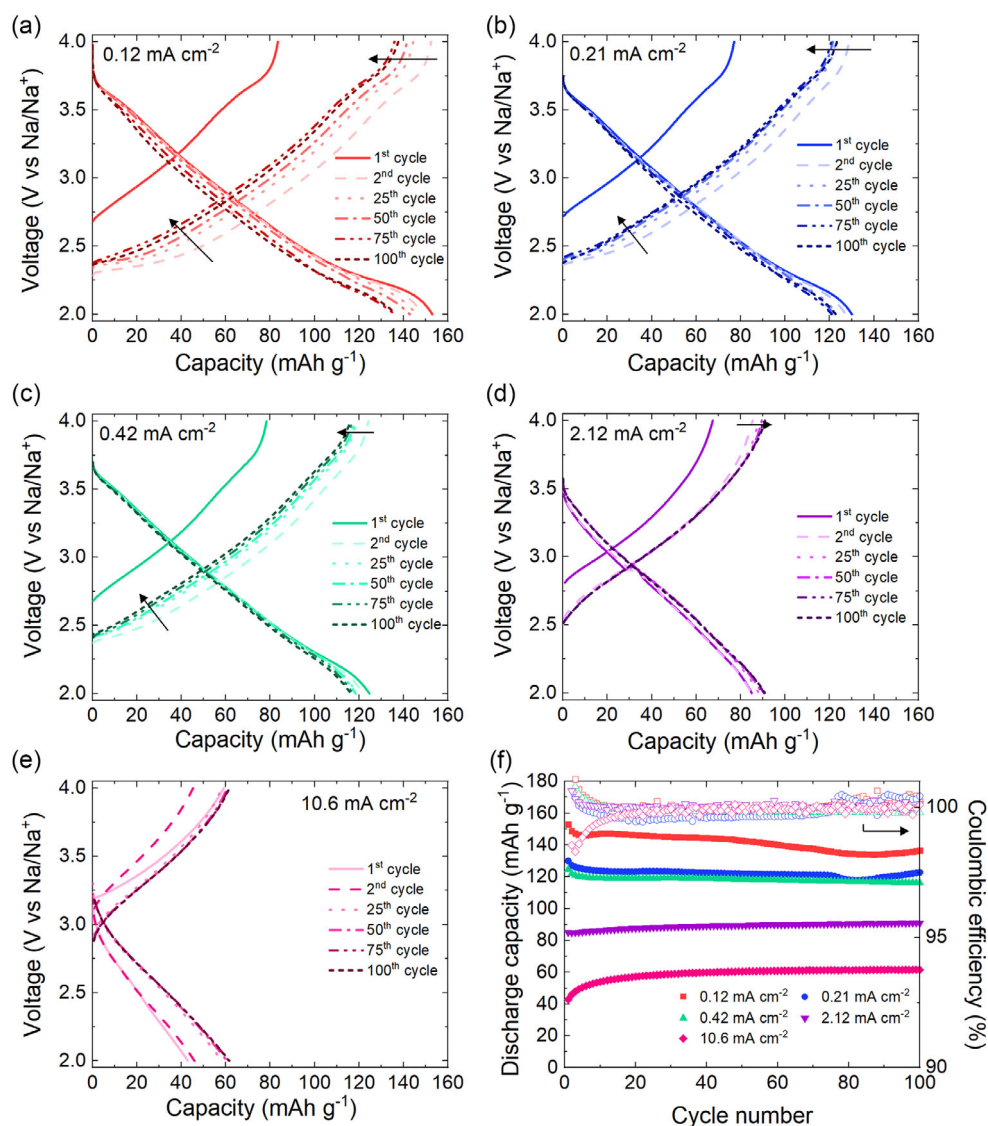 (a)
0.12 mA cm-2
4.0
3.5
3.0
2.5
2.0
Voltage (V vs Na/Na+)
1st cycle
2nd cycle
25th cycle
50th cycle
75th cycle
100th cycle
0 20 40 60 80 100 120 140 160
Capacity (mAh g-1)
(b)
0.21 mA cm-2
4.0
3.5
3.0
2.5
2.0
Voltage (V vs Na/Na+)
1st cycle
2nd cycle
25th cycle
50th cycle
75th cycle
100th cycle
0 20 40 60 80 100 120 140 160
Capacity (mAh g-1)
(c)
0.42 mA cm-2
4.0
3.5
3.0
2.5
2.0
Voltage (V vs Na/Na+)
1st cycle
2nd cycle
25th cycle
50th cycle
75th cycle
100th cycle
0 20 40 60 80 100 120 140 160
Capacity (mAh g-1)
(d)
2.12 mA cm-2
4.0
3.5
3.0
2.5
2.0
Voltage (V vs Na/Na+)
1st cycle
2nd cycle
25th cycle
50th cycle
75th cycle
100th cycle
0 20 40 60 80 100 120 140 160
Capacity (mAh g-1)
(e)
10.6 mA cm-2
4.0
3.5
3.0
2.5
2.0
Voltage (V vs Na/Na+)
1st cycle
2nd cycle
25th cycle
50th cycle
75th cycle
100th cycle
0 20 40 60 80 100 120 140 160
Capacity (mAh g-1)
(f)
180
160
140
120
100
80
60
40
20
0
Discharge capacity (mAh g-1)
100
95
90
Coulombic efficiency (%)
0.12 mA cm-2 0.21 mA cm-2
0.42 mA cm-2 2.12 mA cm-2
10.6 mA cm-2
0 20 40 60 80 100
Cycle number